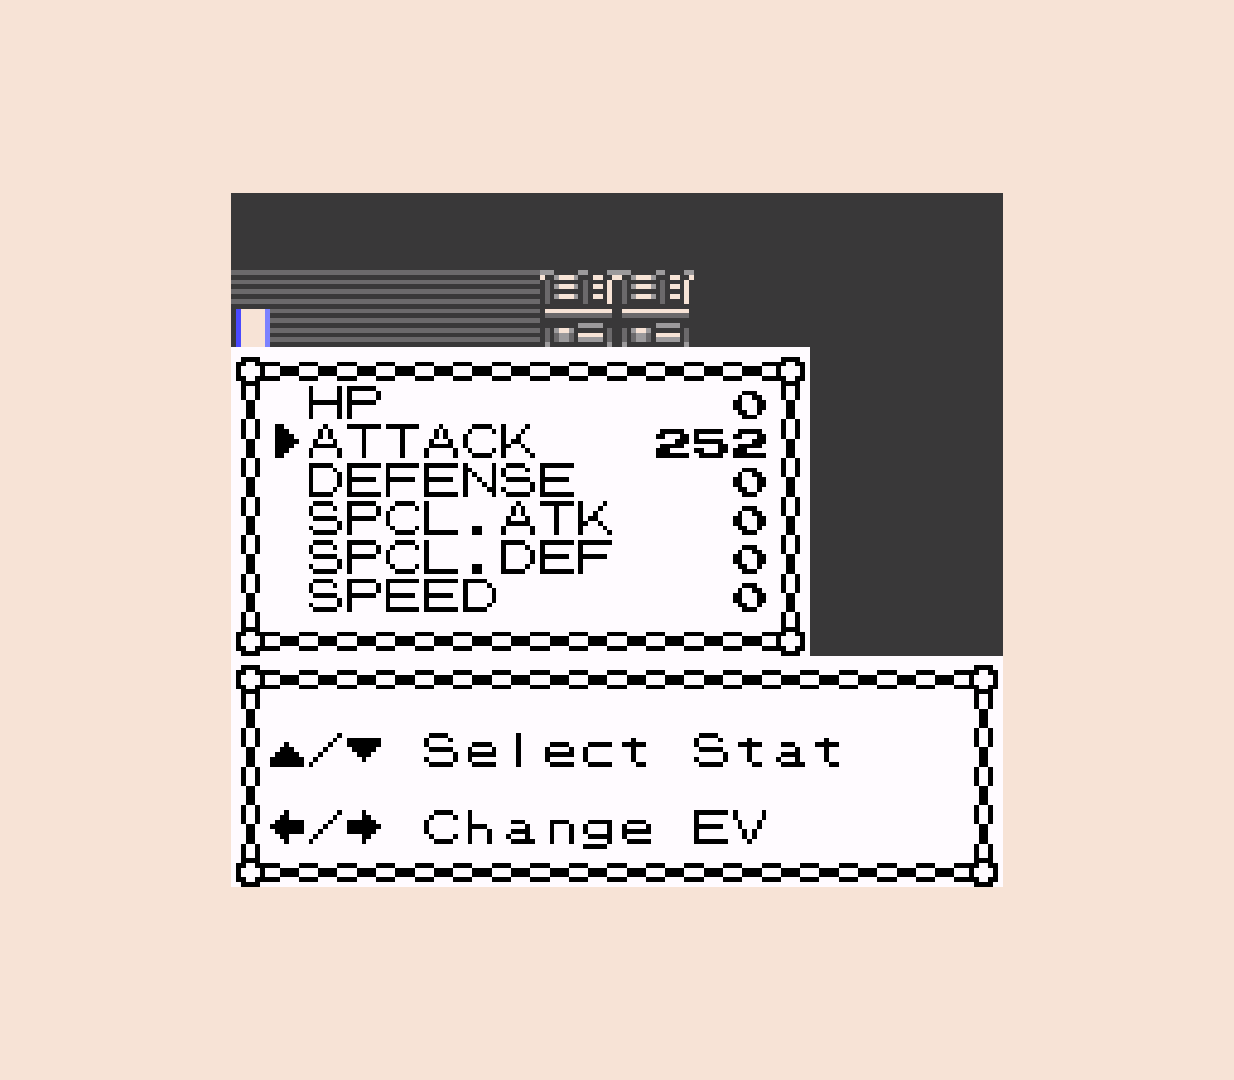 HP 0
▶ATTACK 252
DEFENSE 0
SPCL.ATK 0
SPCL.DEF 0
SPEED 0
▲/▼ Select Stat
←/→ Change EV